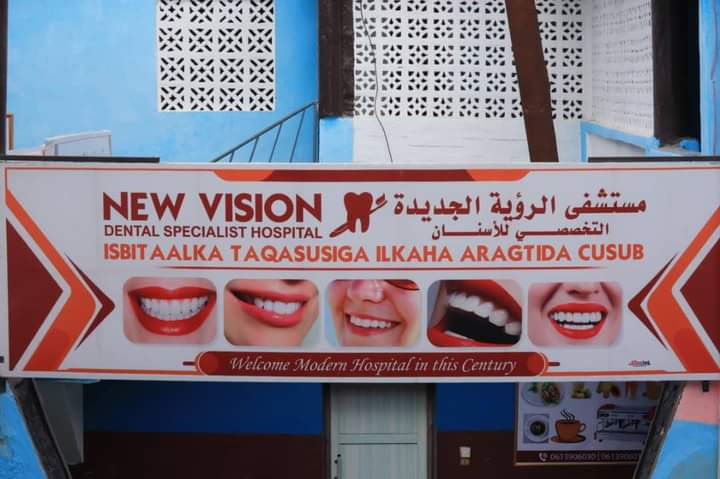 NEW VISION
DENTAL SPECIALIST HOSPITAL
مستشفى الرؤية الجديدة
التخصصي للأسنان
ISBITAALKA TAQASUSIGA ILKAHA ARAGTIDA CUSUB
Welcome Modern Hospital in this Century